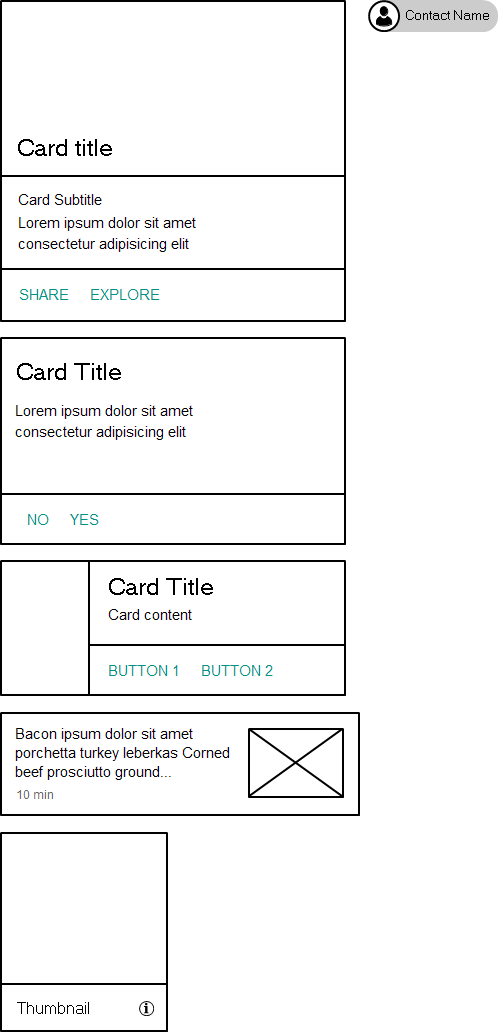 Contact Name
Card title
Card Subtitle
Lorem ipsum dolor sit amet
consectetur adipisicing elit
SHARE EXPLORE
Card Title
Lorem ipsum dolor sit amet
consectetur adipisicing elit
NO YES
Card Title
Card content
BUTTON 1 BUTTON 2
Bacon ipsum dolor sit amet
porchetta turkey leberkas Corned
beef prosciutto ground...
10 min
Thumbnail